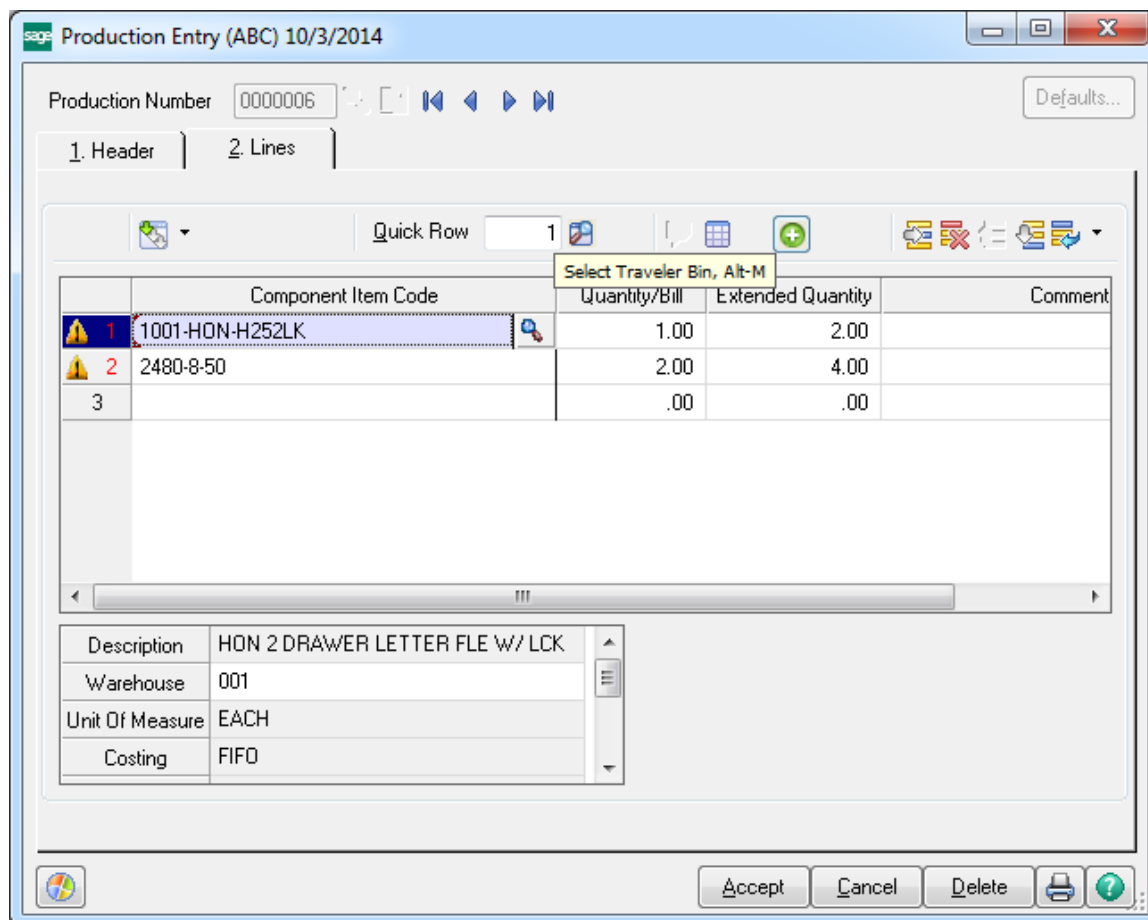 sage Production Entry (ABC) 10/3/2014
Production Number 0000006 Defaults...
1. Header 2. Lines
Quick Row 1
Select Traveler Bin, Alt-M
Component Item Code Quantity/Bill Extended Quantity Comment
1 1001-HON-H252LK 1.00 2.00
2 2480-8-50 2.00 4.00
3 .00 .00
Description HON 2 DRAWER LETTER FLE W/ LCK
Warehouse 001
Unit Of Measure EACH
Costing FIFO
Accept Cancel Delete